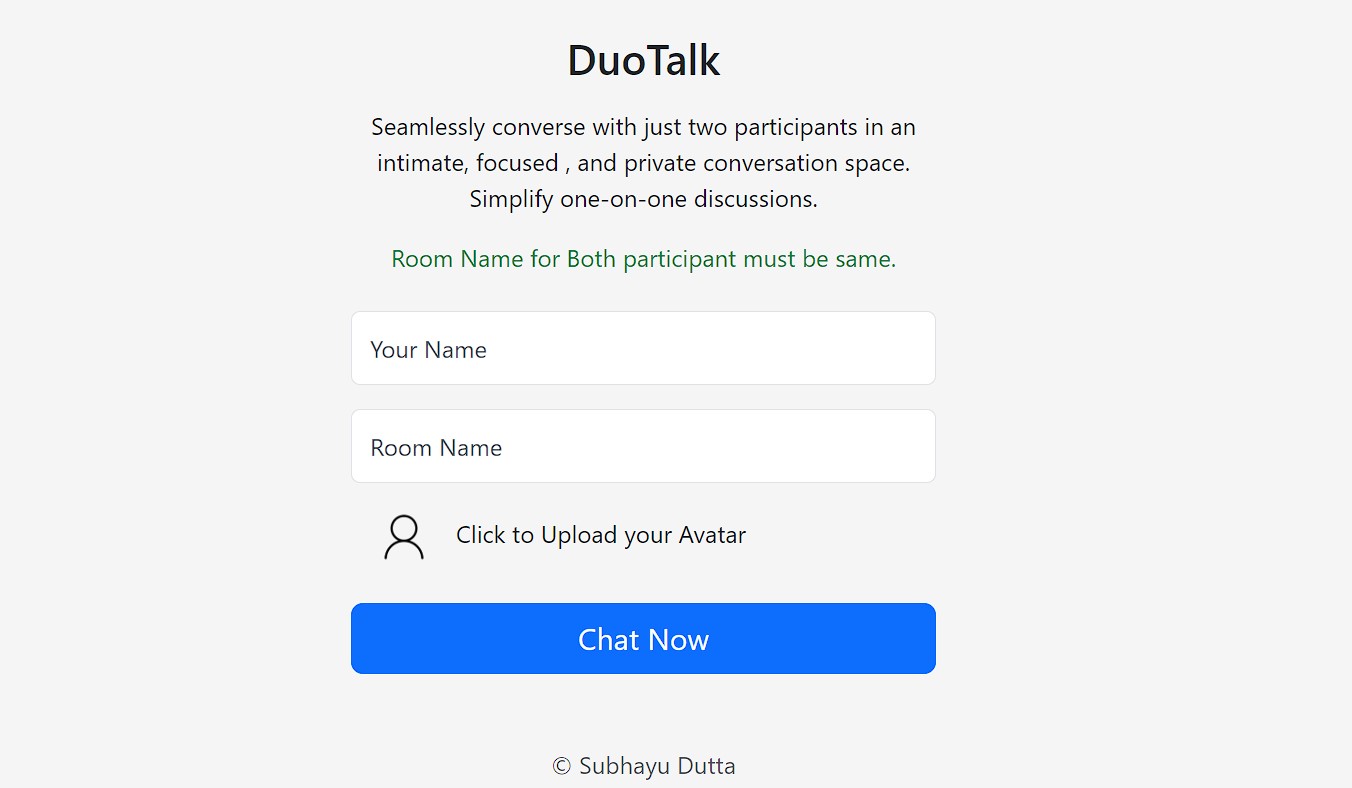 DuoTalk
Seamlessly converse with just two participants in an
intimate, focused , and private conversation space.
Simplify one-on-one discussions.
Room Name for Both participant must be same.
Your Name
Room Name
Click to Upload your Avatar
Chat Now
© Subhayu Dutta